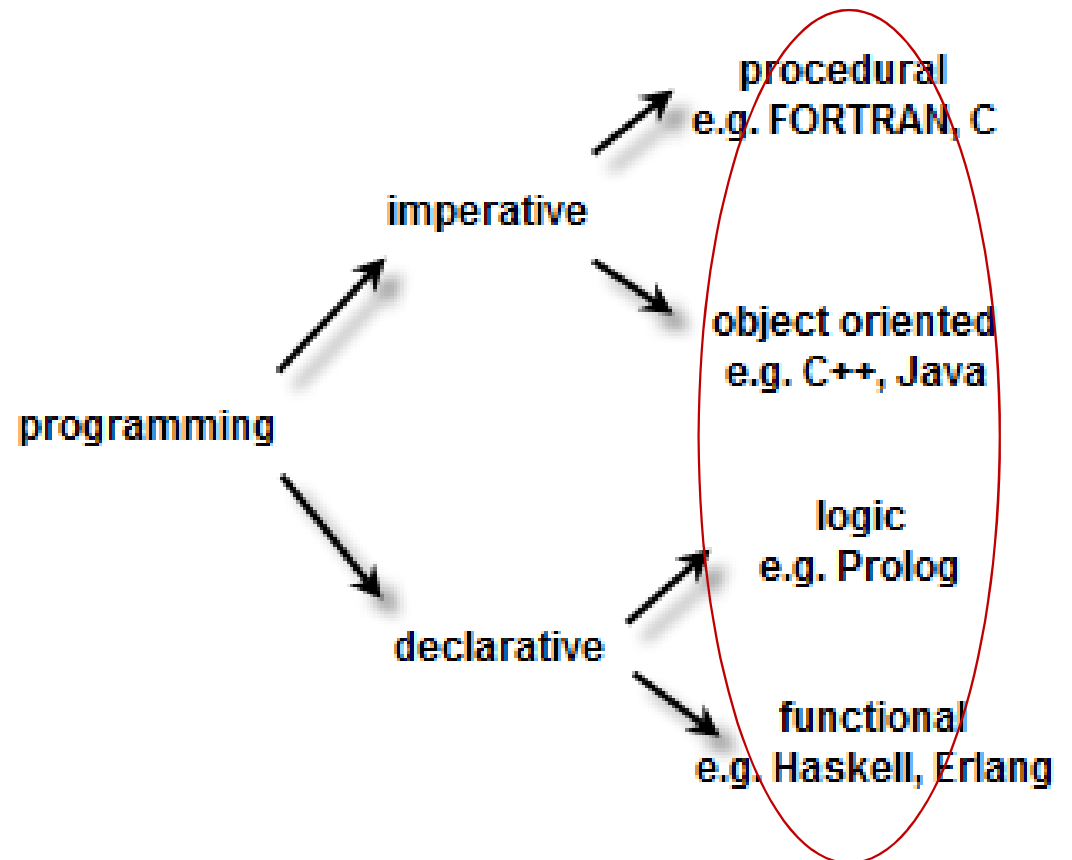 procedural
e.g. FORTRAN, C
imperative
object oriented
e.g. C++, Java
programming
logic
e.g. Prolog
declarative
functional
e.g. Haskell, Erlang